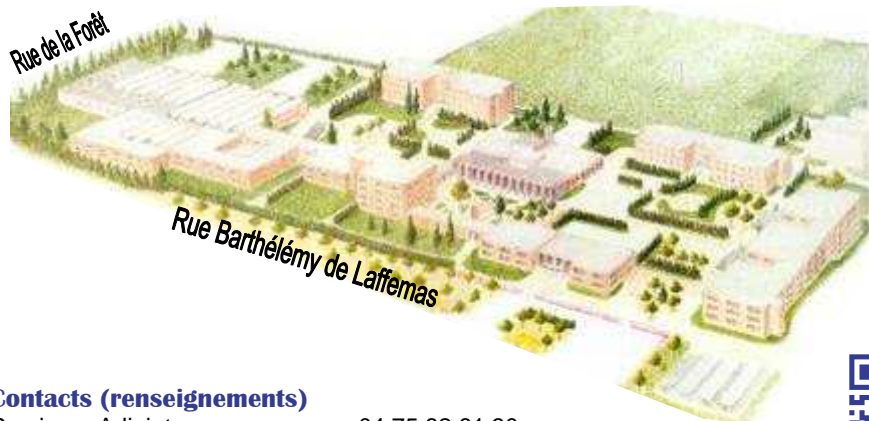 Rue de la Forêt
Rue Barthélémy de Laffemas
Contacts (renseignements)